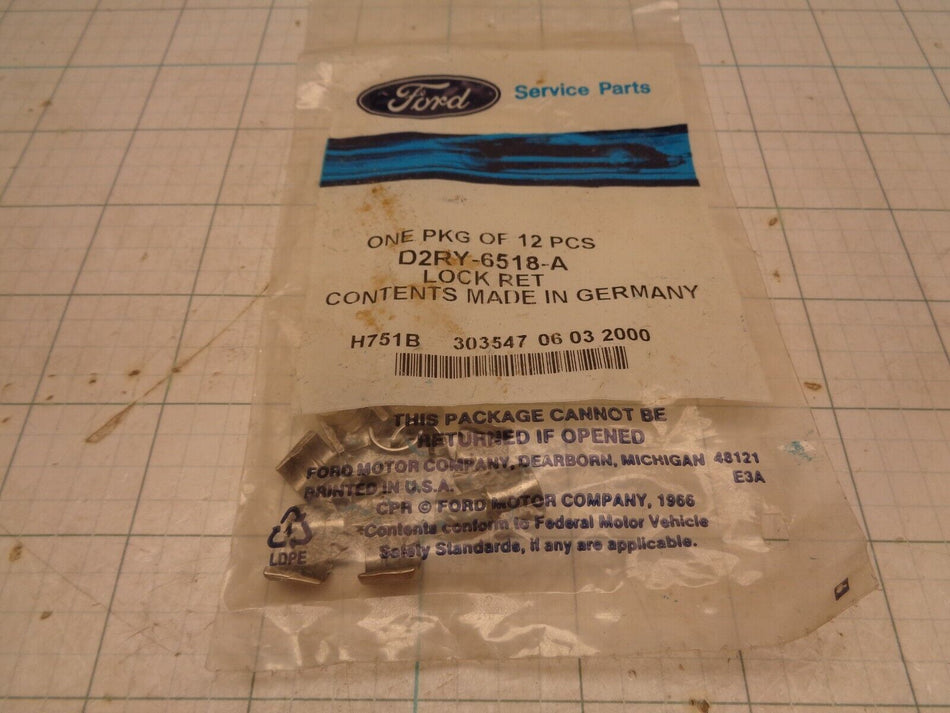 Ford Service Parts
ONE PKG OF 12 PCS
D2RY-6518-A
LOCK RET
CONTENTS MADE IN GERMANY
H751B 303547 06 03 2000
THIS PACKAGE CANNOT BE
RETURNED IF OPENED
FORD MOTOR COMPANY, DEARBORN, MICHIGAN 48121
PRINTED IN U.S.A. E3A
CPR © FORD MOTOR COMPANY, 1966
Contents conform to Federal Motor Vehicle
Safety Standards, if any are applicable.
LDPE